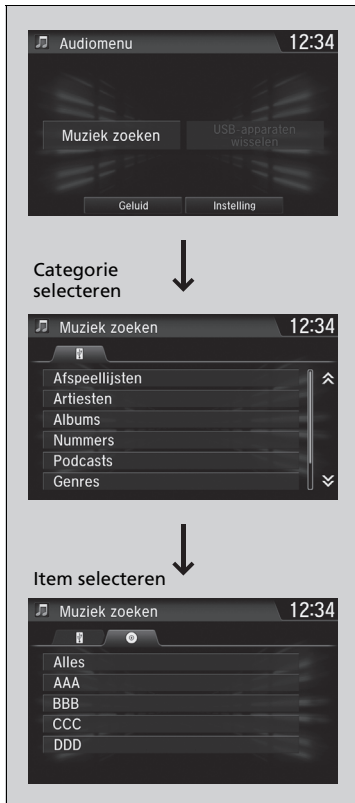 Audiomenu 12:34
Muziek zoeken
USB-apparaten
wisselen
Geluid Instelling
Categorie
selecteren
Muziek zoeken 12:34
Afspeellijsten
Artiesten
Albums
Nummers
Podcasts
Genres
Item selecteren
Muziek zoeken 12:34
Alles
AAA
BBB
CCC
DDD